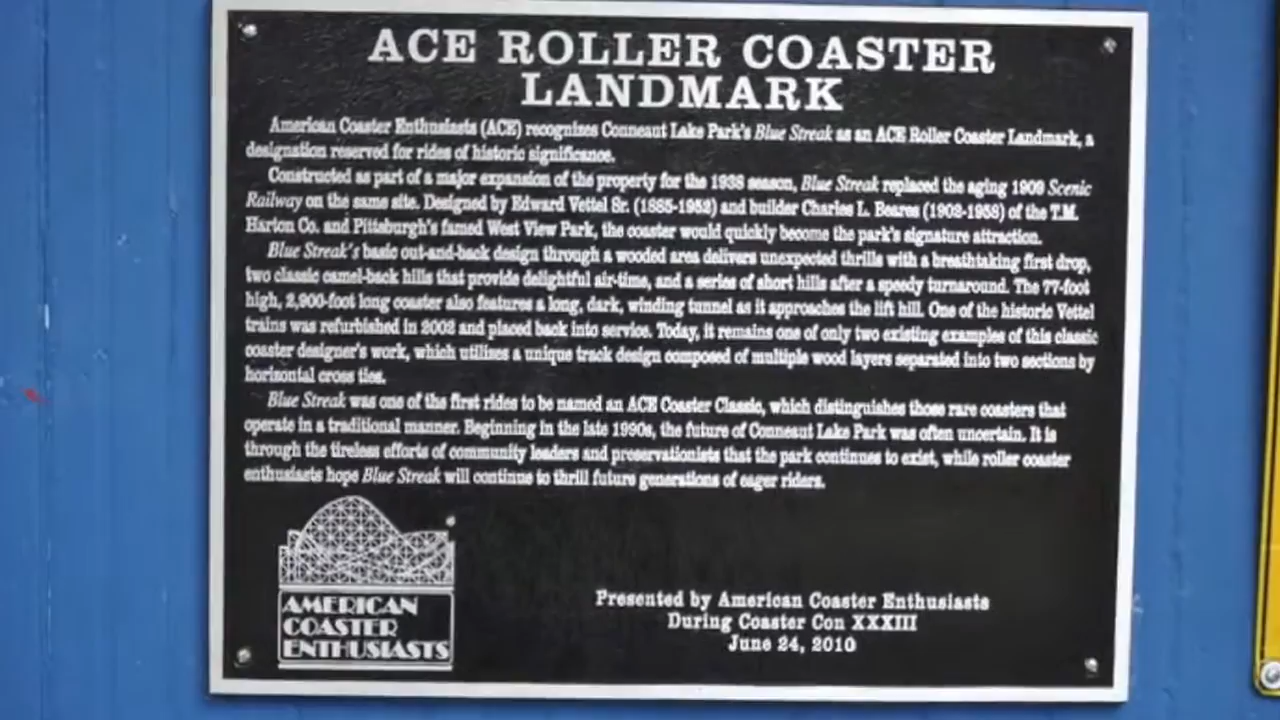 ACE ROLLER COASTER
LANDMARK
American Coaster Enthusiasts (ACE) recognizes Conneaut Lake Park's Blue Streak as an ACE Roller Coaster Landmark, a
designation reserved for rides of historic significance.
Constructed as part of a major expansion of the property for the 1938 season, Blue Streak replaced the aging 1909 Scenic
Railway on the same site. Designed by Edward Vettel Sr. (1885-1952) and builder Charles L. Beares (1902-1958) of the T.M.
Harton Co. and Pittsburgh's famed West View Park, the coaster would quickly become the park's signature attraction.
Blue Streak's basic out-and-back design through a wooded area delivers unexpected thrills with a breathtaking first drop,
two classic camel-back hills that provide delightful air-time, and a series of short hills after a speedy turnaround. The 77-foot
high, 2,900-foot long coaster also features a long, dark, winding tunnel as it approaches the lift hill. One of the historic Vettel
trains was refurbished in 2002 and placed back into service. Today, it remains one of only two existing examples of this classic
coaster designer's work, which utilizes a unique track design composed of multiple wood layers separated into two sections by
horizontal cross ties.
Blue Streak was one of the first rides to be named an ACE Coaster Classic, which distinguishes those rare coasters that
operate in a traditional manner. Beginning in the late 1990s, the future of Conneaut Lake Park was often uncertain. It is
through the tireless efforts of community leaders and preservationists that the park continues to exist, while roller coaster
enthusiasts hope Blue Streak will continue to thrill future generations of eager riders.
AMERICAN
COASTER
ENTHUSIASTS
Presented by American Coaster Enthusiasts
During Coaster Con XXXIII
June 24, 2010